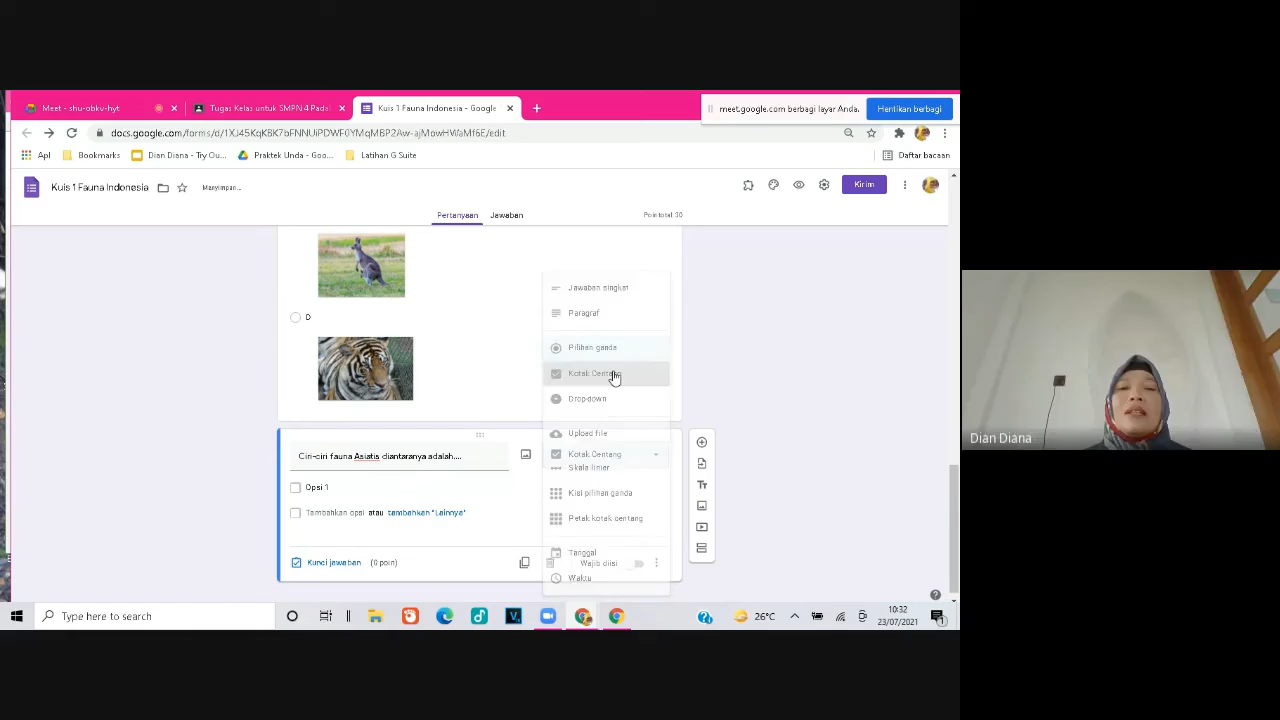 Meet - shu-obkv-hyt
Tugas Kelas untuk SMPN 4 Pada
Kuis 1 Fauna Indonesia - Google
meet.google.com berbagi layar Anda.
Hentikan berbagi
docs.google.com/forms/d/
/edit
Apl
Bookmarks
Dian Diana - Try Ou...
Praktek Unda - Goo...
Latihan G Suite
Daftar bacaan
Kuis 1 Fauna Indonesia
Menyimpan...
Kirim
Pertanyaan
Jawaban
Poin total: 30
Jawaban singkat
Paragraf
D
Pilihan ganda
Kotak Centang
Drop-down
Upload file
Ciri-ciri fauna Asiatis diantaranya adalah....
Kotak Centang
Skala linier
Opsi 1
Kisi pilihan ganda
Tambahkan opsi atau tambahkan "Lainnya"
Petak kotak centang
Tanggal
Kunci jawaban (0 poin)
Wajib diisi
Waktu
Dian Diana
Type here to search
26°C
10:32
23/07/2021